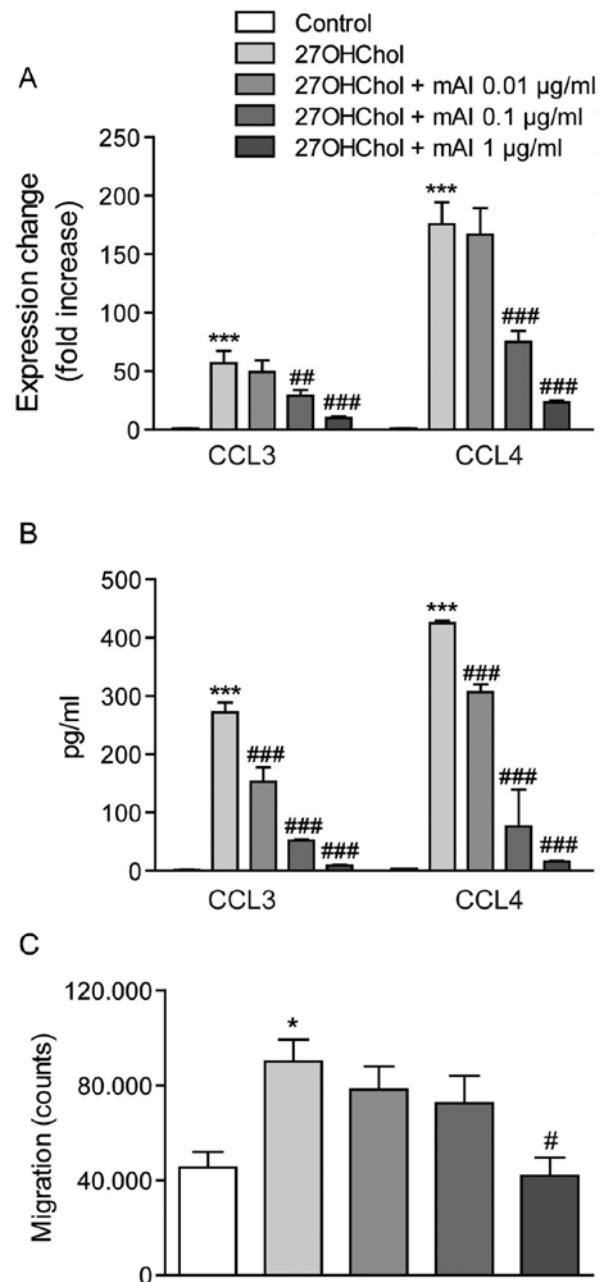 Control
27OHChol
27OHChol + mAI 0.01 µg/ml
27OHChol + mAI 0.1 µg/ml
27OHChol + mAI 1 µg/ml
A
Expression change
(fold increase)
250
200
150
100
50
0
***
##
###
***
###
###
CCL3
CCL4
B
pg/ml
500
400
300
200
100
0
***
###
###
###
***
###
###
###
CCL3
CCL4
C
Migration (counts)
120.000
80.000
40.000
0
*
#